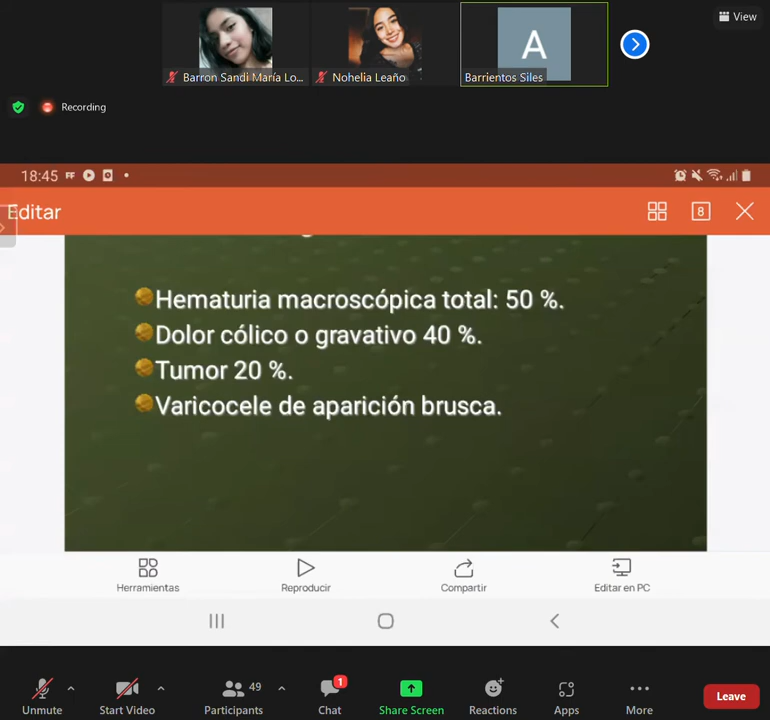 View
A
Barron Sandi María Lo...
Nohelia Leaño
Barrientos Siles
Recording
18:45 FF
Editar
8
Hematuria macroscópica total: 50 %.
Dolor cólico o gravativo 40 %.
Tumor 20 %.
Varicocele de aparición brusca.
Herramientas
Reproducir
Compartir
Editar en PC
49
1
Unmute
Start Video
Participants
Chat
Share Screen
Reactions
Apps
More
Leave